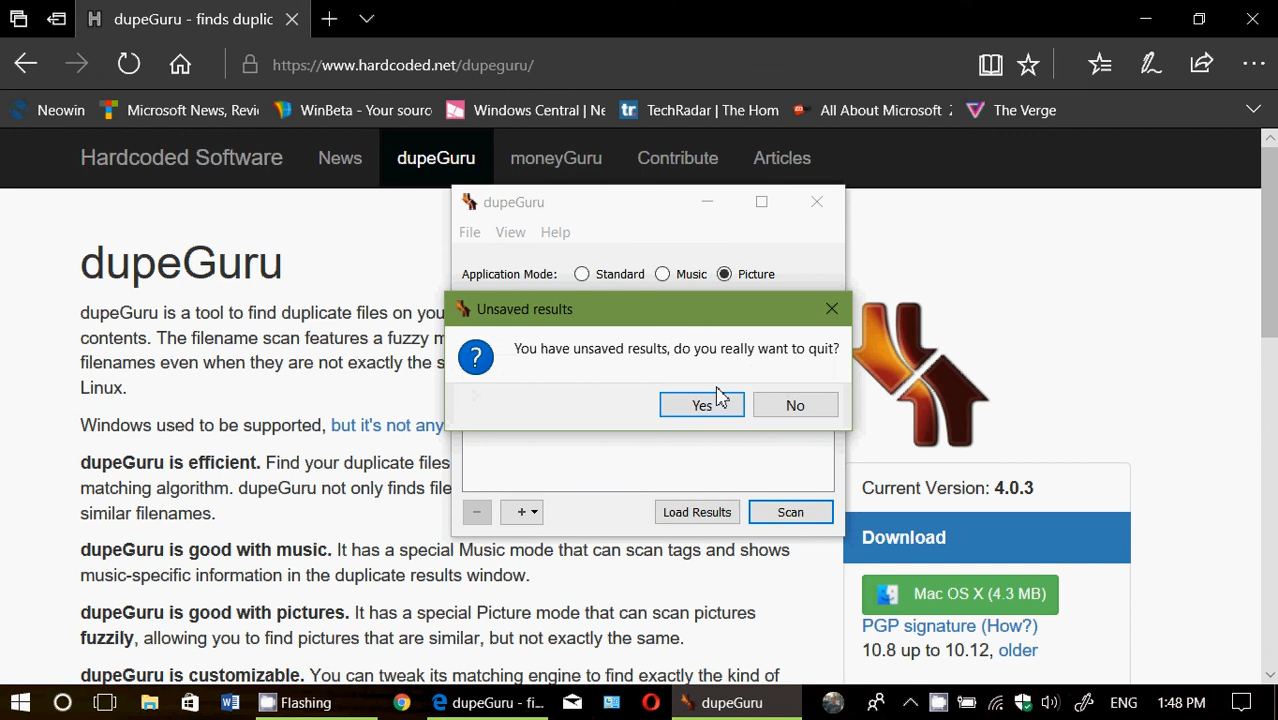 dupeGuru - finds duplic
https://www.hardcoded.net/dupeguru/
Neowin
Microsoft News, Revie
WinBeta - Your sourc
Windows Central | Ne
tr
TechRadar | The Hom
All About Microsoft
The Verge
Hardcoded Software
News
dupeGuru
moneyGuru
Contribute
Articles
dupeGuru
dupeGuru is a tool to find duplicate files on you
contents. The filename scan features a fuzzy m
filenames even when they are not exactly the s
Linux.
Windows used to be supported, but it's not any
dupeGuru is efficient. Find your duplicate files
matching algorithm. dupeGuru not only finds file
similar filenames.
dupeGuru is good with music. It has a special Music mode that can scan tags and shows
music-specific information in the duplicate results window.
dupeGuru is good with pictures. It has a special Picture mode that can scan pictures
fuzzily, allowing you to find pictures that are similar, but not exactly the same.
dupeGuru is customizable. You can tweak its matching engine to find exactly the kind of
dupeGuru
File View Help
Application Mode: Standard Music Picture
Unsaved results
You have unsaved results, do you really want to quit?
Yes No
Load Results Scan
Current Version: 4.0.3
Download
Mac OS X (4.3 MB)
PGP signature (How?)
10.8 up to 10.12, older
Flashing
dupeGuru - fi...
dupeGuru
ENG
1:48 PM